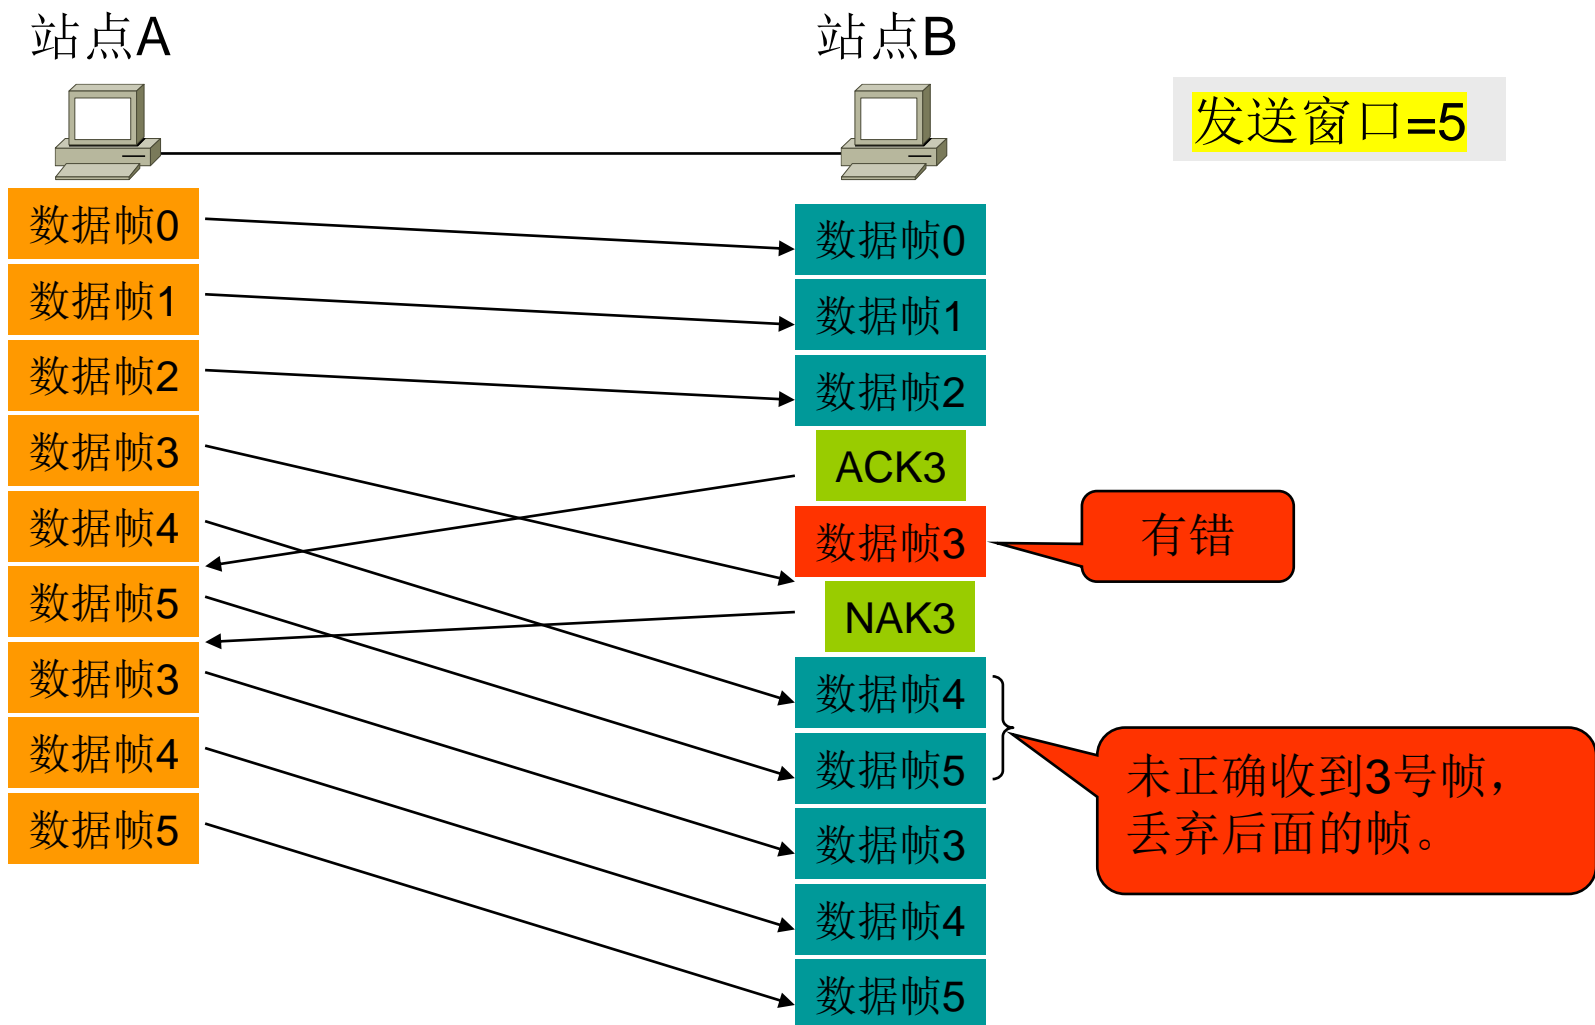 站点A
站点B
发送窗口=5
数据帧0
数据帧1
数据帧2
数据帧3
数据帧4
数据帧5
数据帧3
数据帧4
数据帧5
数据帧0
数据帧1
数据帧2
ACK3
数据帧3
NAK3
数据帧4
数据帧5
数据帧3
数据帧4
数据帧5
有错
未正确收到3号帧，
丢弃后面的帧。